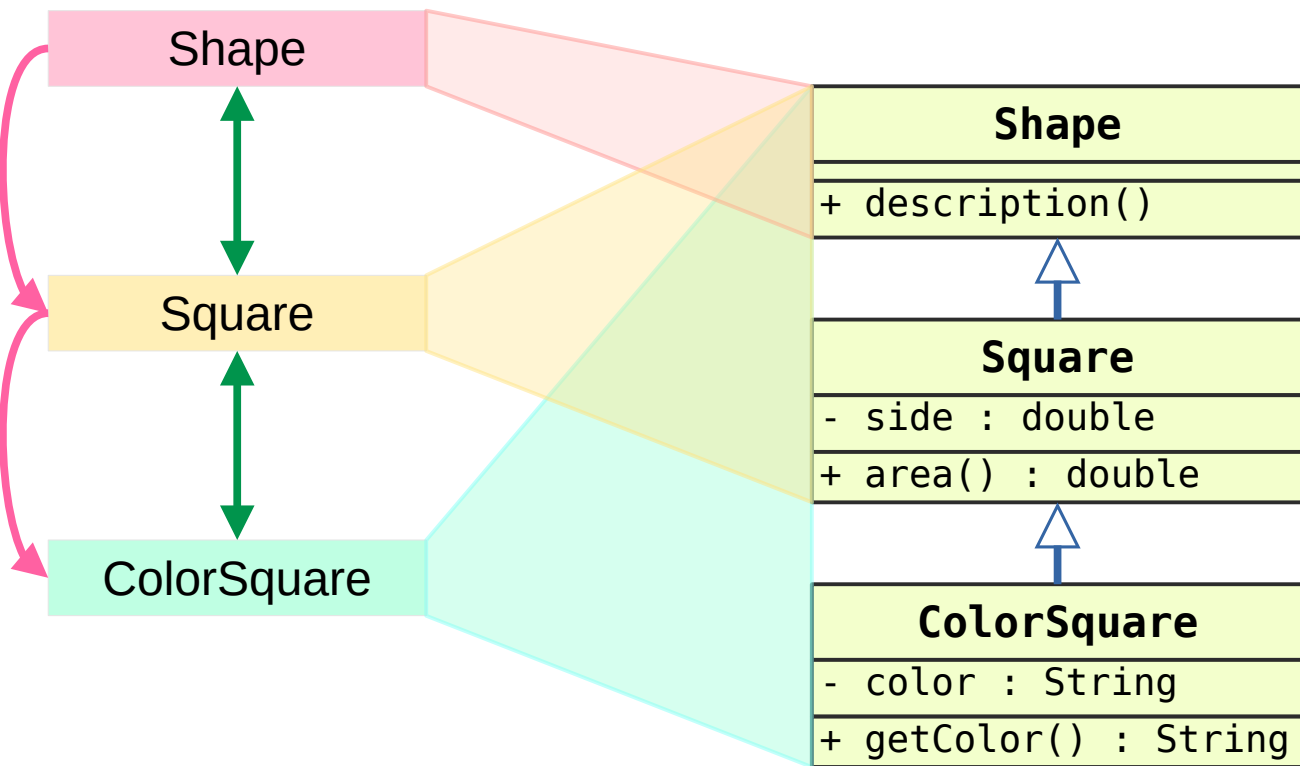 Shape
Square
ColorSquare
Shape
+ description()
Square
- side : double
+ area() : double
ColorSquare
- color : String
+ getColor() : String